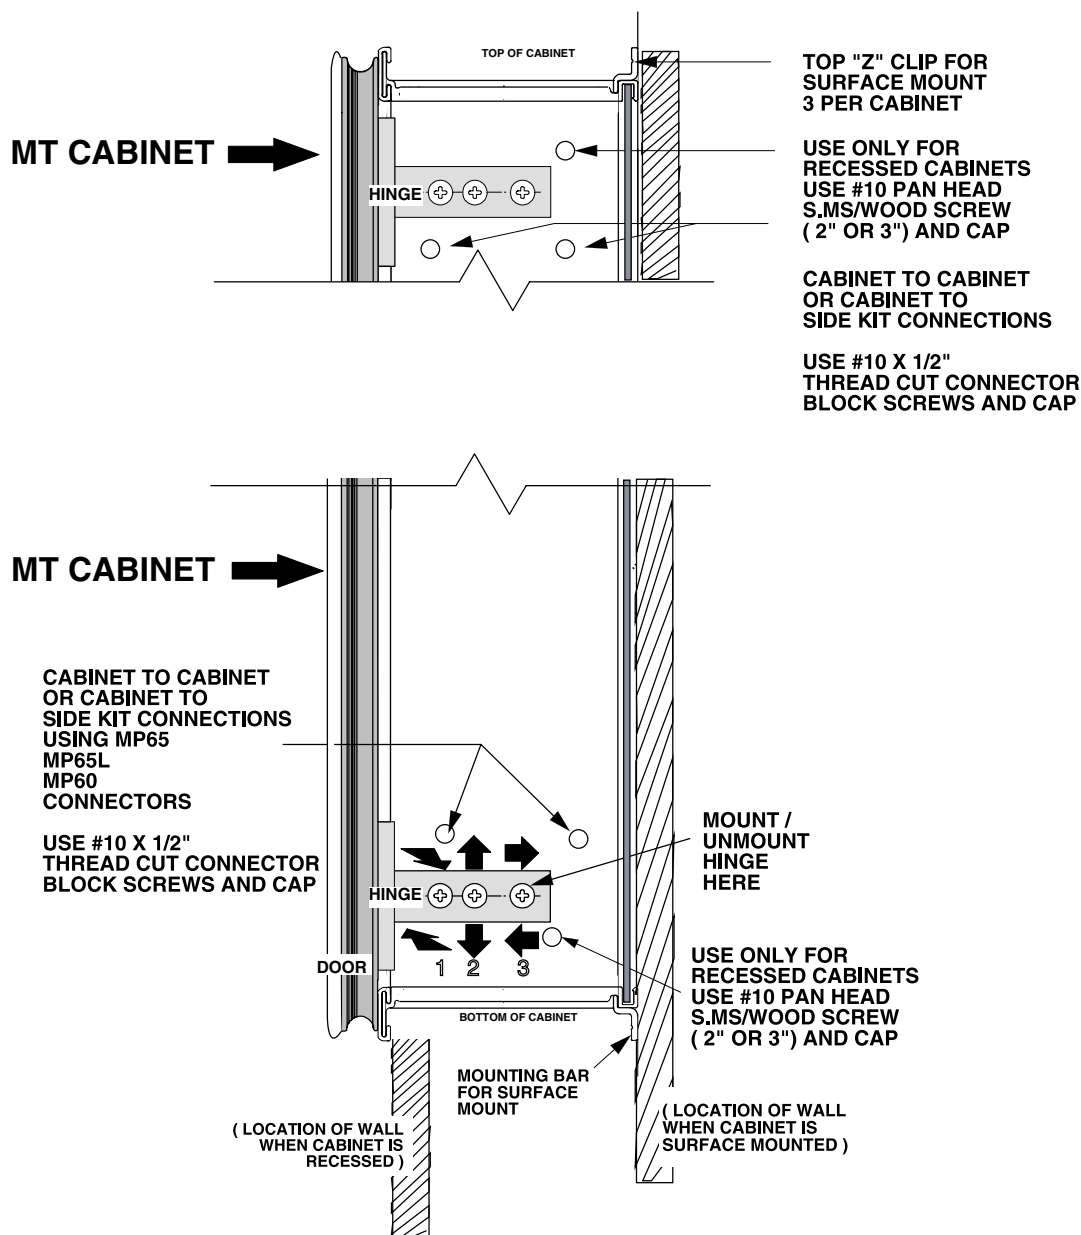 TOP OF CABINET
TOP "Z" CLIP FOR
SURFACE MOUNT
3 PER CABINET
MT CABINET
USE ONLY FOR
RECESSED CABINETS
USE #10 PAN HEAD
S.MS/WOOD SCREW
( 2" OR 3") AND CAP
HINGE
CABINET TO CABINET
OR CABINET TO
SIDE KIT CONNECTIONS
USE #10 X 1/2"
THREAD CUT CONNECTOR
BLOCK SCREWS AND CAP
MT CABINET
CABINET TO CABINET
OR CABINET TO
SIDE KIT CONNECTIONS
USING MP65
MP65L
MP60
CONNECTORS
USE #10 X 1/2"
THREAD CUT CONNECTOR
BLOCK SCREWS AND CAP
MOUNT /
UNMOUNT
HINGE
HERE
HINGE
DOOR
1 2 3
USE ONLY FOR
RECESSED CABINETS
USE #10 PAN HEAD
S.MS/WOOD SCREW
( 2" OR 3") AND CAP
BOTTOM OF CABINET
MOUNTING BAR
FOR SURFACE
MOUNT
( LOCATION OF WALL
WHEN CABINET IS
RECESSED )
( LOCATION OF WALL
WHEN CABINET IS
SURFACE MOUNTED )